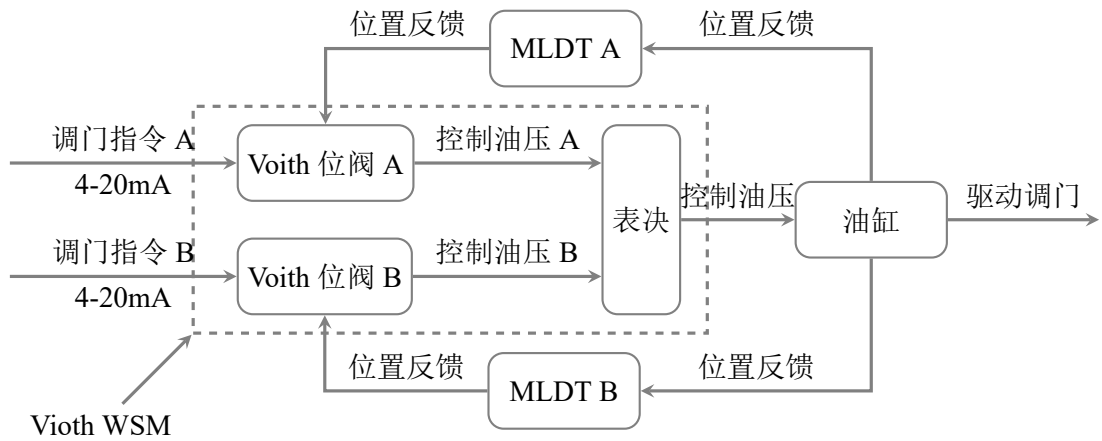 位置反馈
MLDT A
位置反馈
调门指令 A
4-20mA
Voith 位阀 A
控制油压 A
表决
控制油压
油缸
驱动调门
调门指令 B
4-20mA
Voith 位阀 B
控制油压 B
位置反馈
MLDT B
位置反馈
Vioth WSM